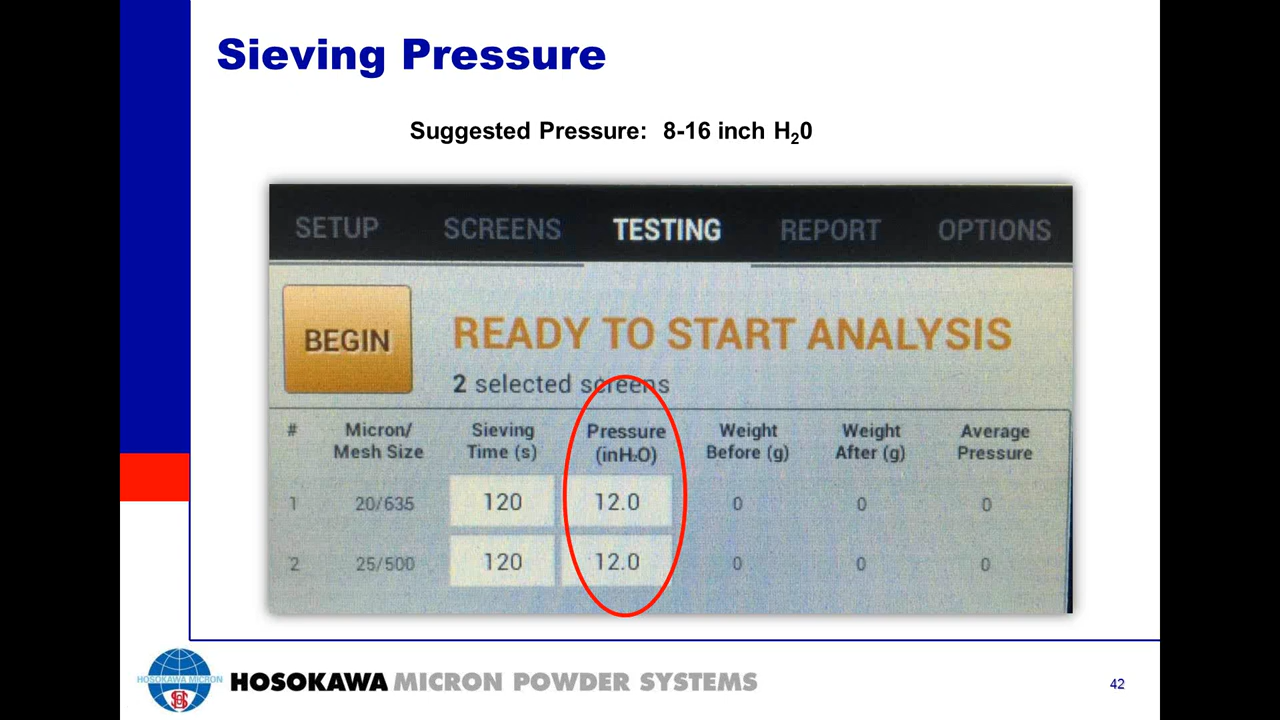 Sieving Pressure
Suggested Pressure: 8-16 inch H₂0
SETUP SCREENS TESTING REPORT OPTIONS
BEGIN
READY TO START ANALYSIS
2 selected screens
# Micron/ Mesh Size Sieving Time (s) Pressure (inH₂O) Weight Before (g) Weight After (g) Average Pressure
1 20/635 120 12.0 0 0 0
2 25/500 120 12.0 0 0 0
HOSOKAWA MICRON
HOSOKAWA MICRON POWDER SYSTEMS
42